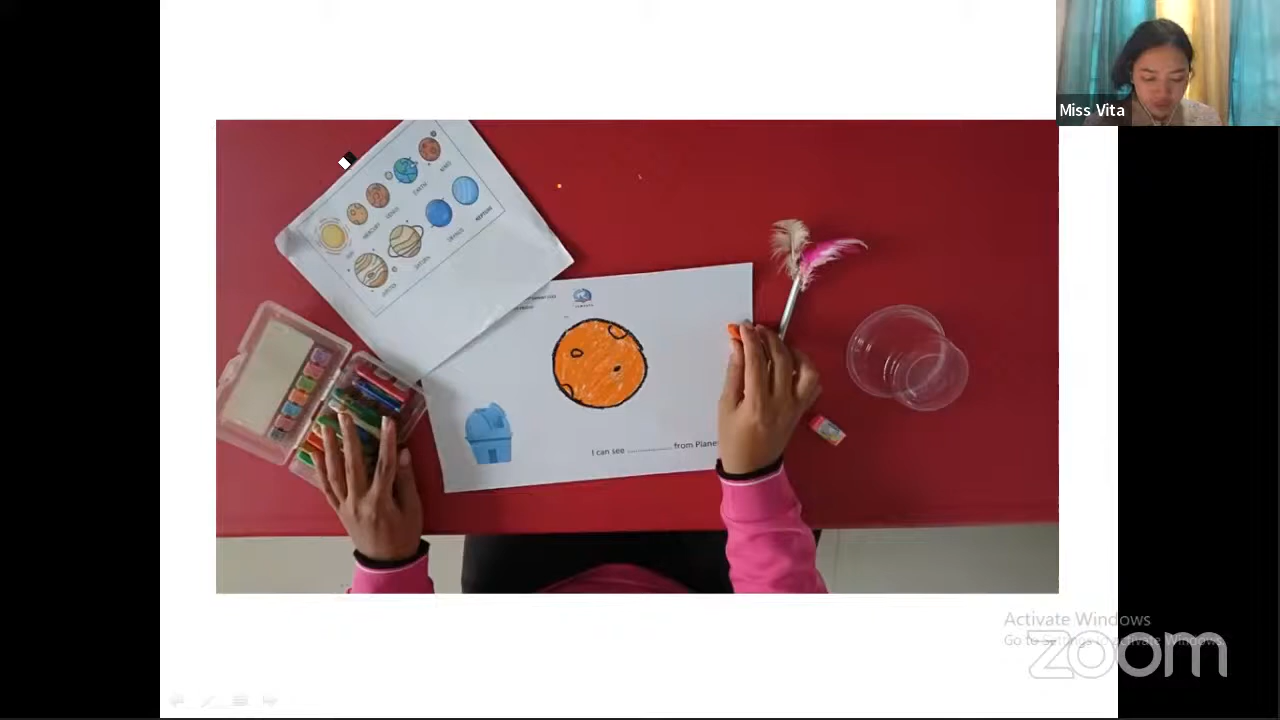 Miss Vita
SUN
MERCURY
VENUS
EARTH
MARS
JUPITER
SATURN
URANUS
NEPTUNE
I can see .................. from Plane
Activate Windows
Go to Settings to activate Windows.
zoom